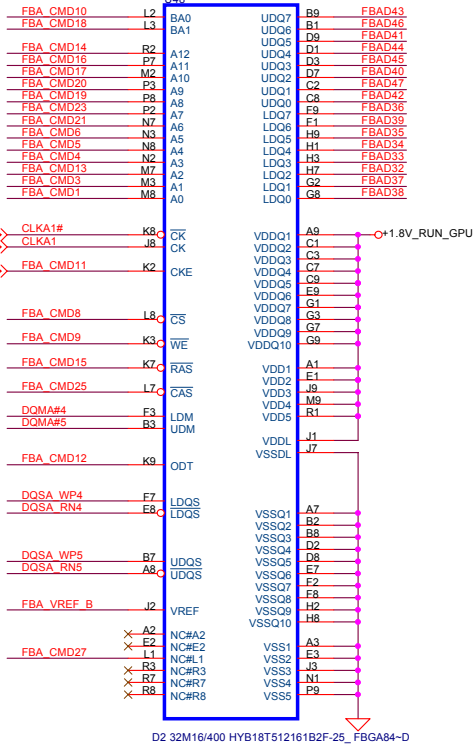 FBA_CMD10 L2 BA0 UDQ7 B9 FBAD43
FBA_CMD18 L3 BA1 UDQ6 B1 FBAD46
UDQ5 D9 FBAD41
FBA_CMD14 R2 A12 UDQ4 D1 FBAD44
FBA_CMD16 P7 A11 UDQ3 D3 FBAD45
FBA_CMD17 M2 A10 UDQ2 D7 FBAD40
FBA_CMD20 P3 A9 UDQ1 C2 FBAD47
FBA_CMD19 P8 A8 UDQ0 C8 FBAD42
FBA_CMD23 P2 A7 LDQ7 F9 FBAD36
FBA_CMD21 N7 A6 LDQ6 F1 FBAD39
FBA_CMD6 N3 A5 LDQ5 H9 FBAD35
FBA_CMD5 N8 A4 LDQ4 H1 FBAD34
FBA_CMD4 N2 A3 LDQ3 H3 FBAD33
FBA_CMD13 M7 A2 LDQ2 H7 FBAD32
FBA_CMD3 M3 A1 LDQ1 G2 FBAD37
FBA_CMD1 M8 A0 LDQ0 G8 FBAD38
CLKA1# K8 CK VDDQ1 A9 +1.8V_RUN_GPU
CLKA1 J8 CK VDDQ2 C1
VDDQ3 C3
FBA_CMD11 K2 CKE VDDQ4 C7
VDDQ5 C9
VDDQ6 E9
VDDQ7 G1
FBA_CMD8 L8 CS VDDQ8 G3
VDDQ9 G7
FBA_CMD9 K3 WE VDDQ10 G9
FBA_CMD15 K7 RAS VDD1 A1
VDD2 E1
FBA_CMD25 L7 CAS VDD3 J9
VDD4 M9
DQMA#4 F3 LDM VDD5 R1
DQMA#5 B3 UDM
VDDL J1
VSSDL J7
FBA_CMD12 K9 ODT
DQSA_WP4 F7 LDQS
DQSA_RN4 E8 LDQS VSSQ1 A7
VSSQ2 B2
VSSQ3 B8
VSSQ4 D2
DQSA_WP5 B7 UDQS VSSQ5 D8
DQSA_RN5 A8 UDQS VSSQ6 E7
VSSQ7 F2
VSSQ8 F8
FBA_VREF_B J2 VREF VSSQ9 H2
VSSQ10 H8
A2 NC#A2
E2 NC#E2 VSS1 A3
FBA_CMD27 L1 NC#L1 VSS2 E3
R3 NC#R3 VSS3 J3
R7 NC#R7 VSS4 N1
R8 NC#R8 VSS5 P9
D2 32M16/400 HYB18T512161B2F-25_ FBGA84~D